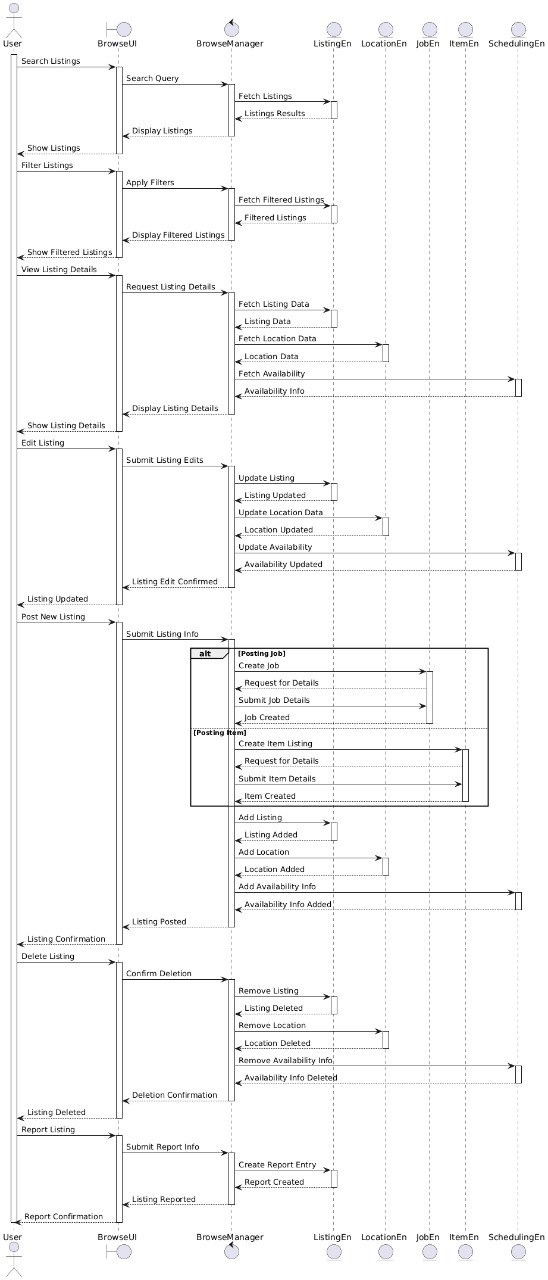 User
BrowseUI
BrowseManager
ListingEn
LocationEn
JobEn
ItemEn
SchedulingEn
Search Listings
Search Query
Fetch Listings
Listings Results
Display Listings
Show Listings
Filter Listings
Apply Filters
Fetch Filtered Listings
Filtered Listings
Display Filtered Listings
Show Filtered Listings
View Listing Details
Request Listing Details
Fetch Listing Data
Listing Data
Fetch Location Data
Location Data
Fetch Availability
Availability Info
Display Listing Details
Show Listing Details
Edit Listing
Submit Listing Edits
Update Listing
Listing Updated
Update Location Data
Location Updated
Update Availability
Availability Updated
Listing Edit Confirmed
Listing Updated
Post New Listing
Submit Listing Info
alt
[Posting Job]
Create Job
Request for Details
Submit Job Details
Job Created
[Posting Item]
Create Item Listing
Request for Details
Submit Item Details
Item Created
Add Listing
Listing Added
Add Location
Location Added
Add Availability Info
Availability Info Added
Listing Posted
Listing Confirmation
Delete Listing
Confirm Deletion
Remove Listing
Listing Deleted
Remove Location
Location Deleted
Remove Availability Info
Availability Info Deleted
Deletion Confirmation
Listing Deleted
Report Listing
Submit Report Info
Create Report Entry
Report Created
Listing Reported
Report Confirmation
User
BrowseUI
BrowseManager
ListingEn
LocationEn
JobEn
ItemEn
SchedulingEn